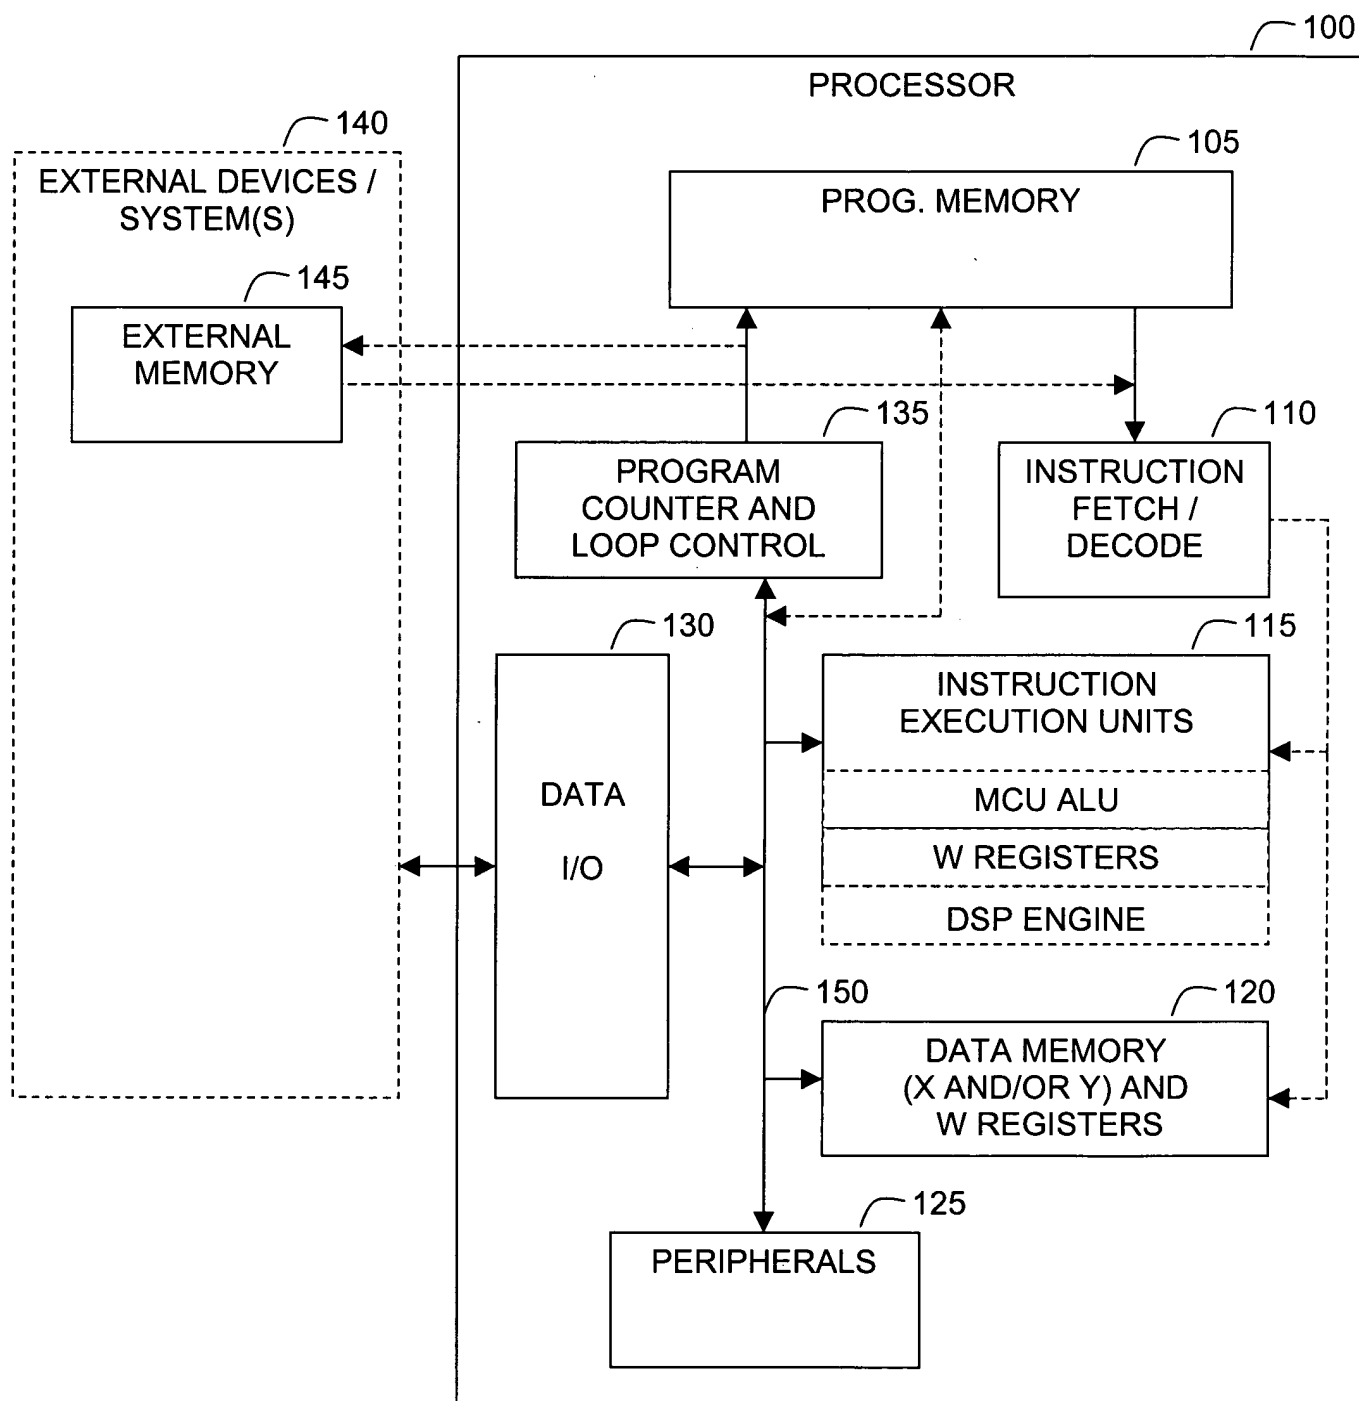 100
PROCESSOR
140
EXTERNAL DEVICES /
SYSTEM(S)
105
PROG. MEMORY
145
EXTERNAL
MEMORY
135
PROGRAM
COUNTER AND
LOOP CONTROL
110
INSTRUCTION
FETCH /
DECODE
130
DATA
I/O
115
INSTRUCTION
EXECUTION UNITS
MCU ALU
W REGISTERS
DSP ENGINE
150
120
DATA MEMORY
(X AND/OR Y) AND
W REGISTERS
125
PERIPHERALS